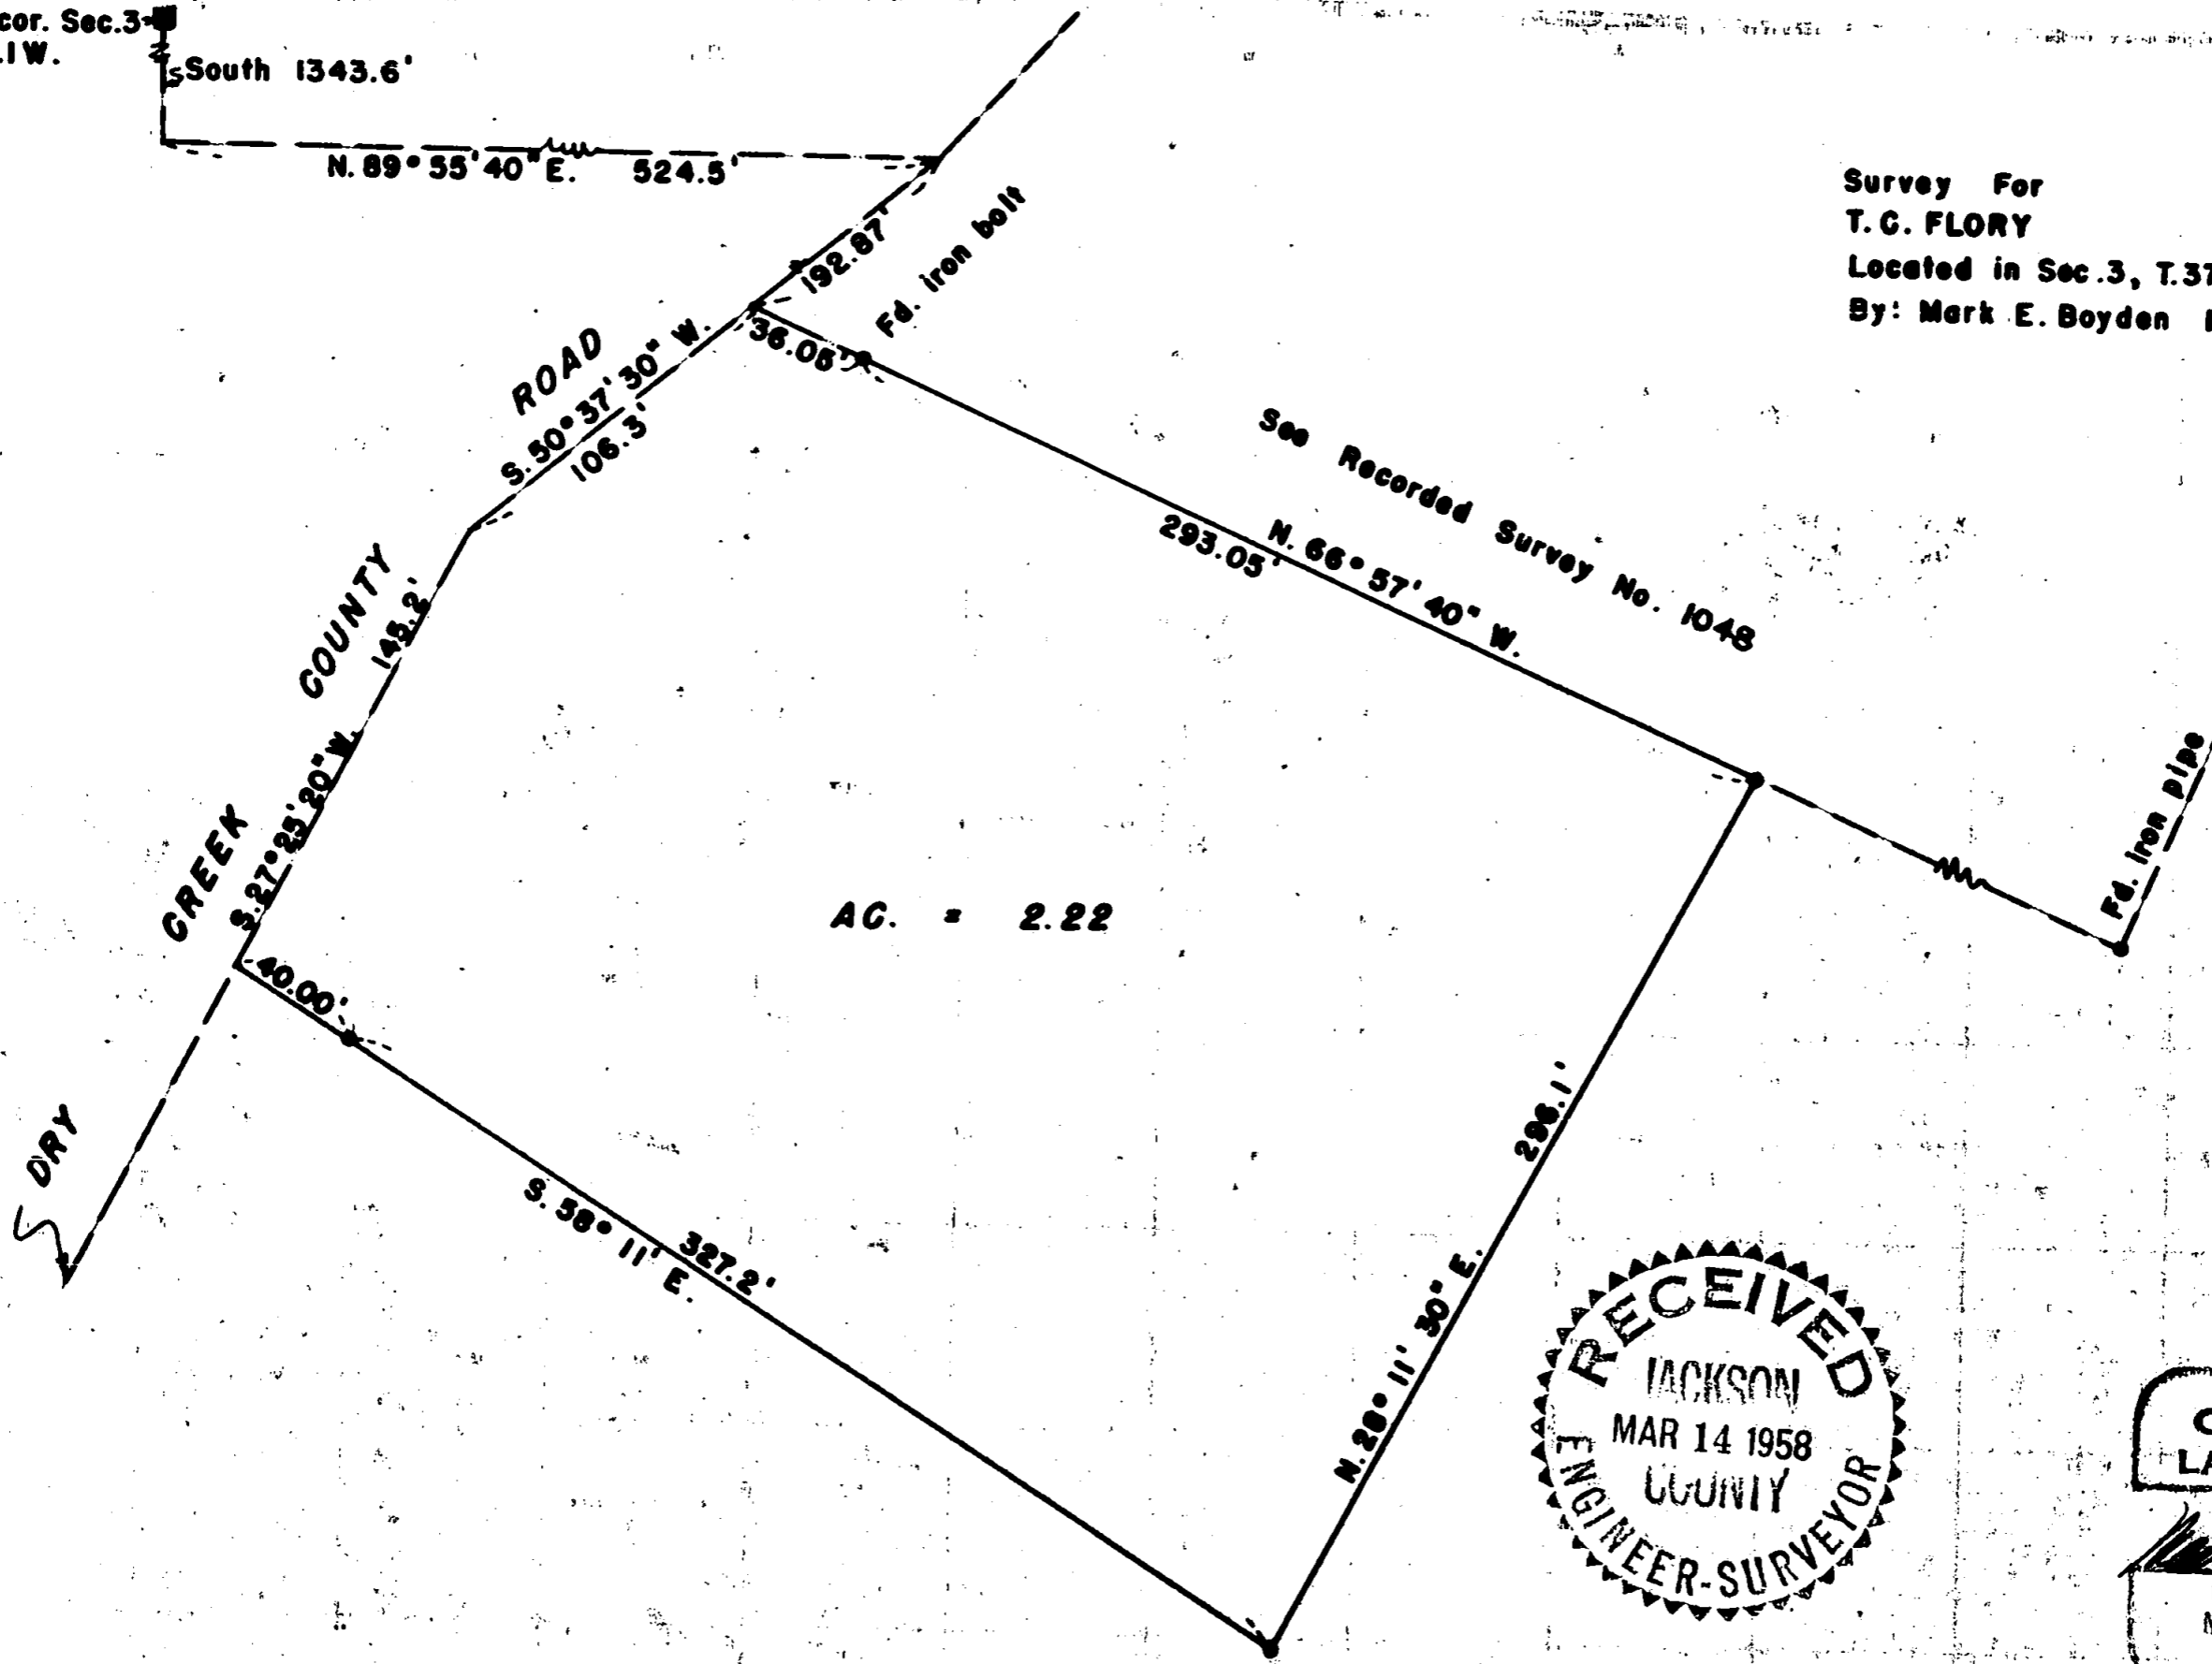 cor. Sec.3
.1W.
South 1343.6'
N. 89° 55' 40" E. 524.5'
192.87'
Fd. iron bolt
36.05'
Survey For
T. C. FLORY
Located in Sec. 3, T.37
By: Mark E. Boyden
DRY CREEK COUNTY ROAD
S. 50° 37' 30" W.
106.3'
145.2'
S. 27° 25' 20" W.
See Recorded Survey No. 1048
N. 66° 57' 40" W.
293.05'
Fd. iron pipe
AC. = 2.22
40.00'
S. 58° 11' E.
327.2'
296.1'
N. 28° 11' 30" E.
RECEIVED
JACKSON
MAR 14 1958
COUNTY
ENGINEER-SURVEYOR
LA